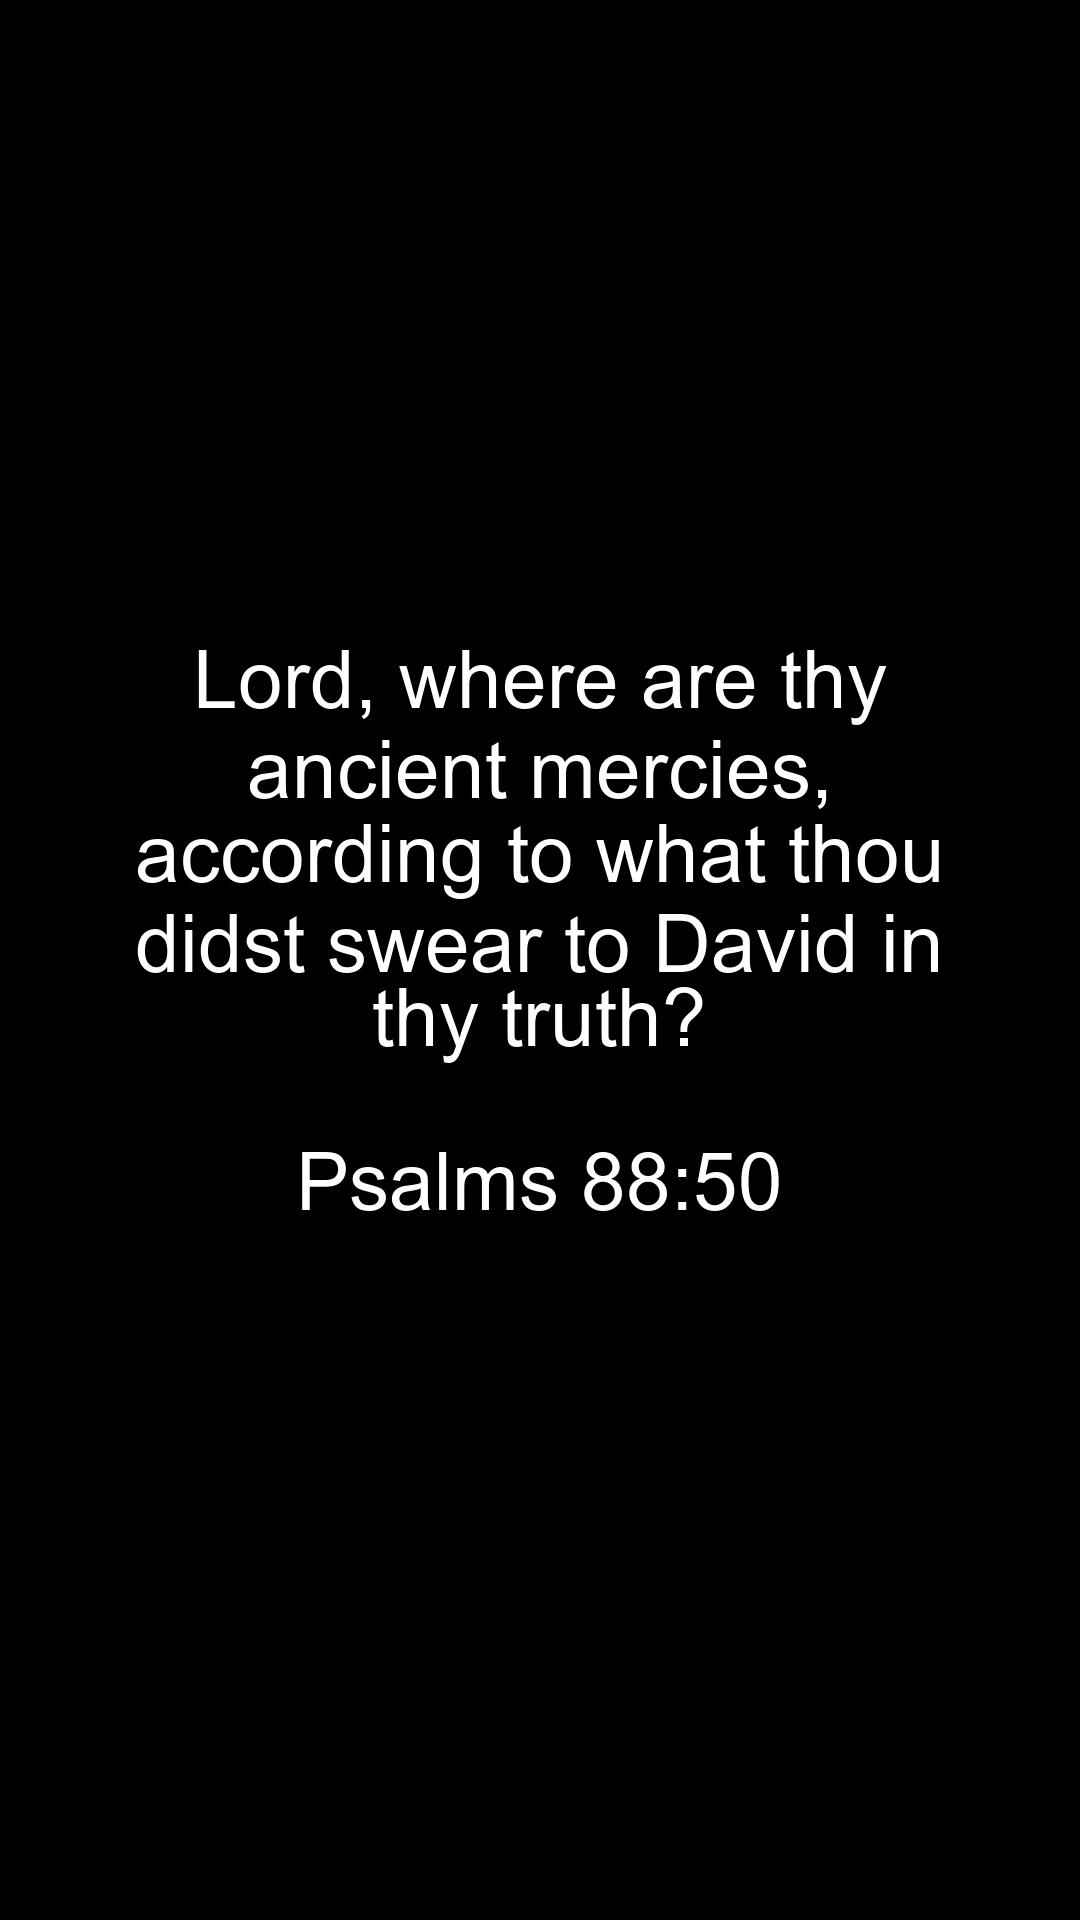 Lord, where are thy
ancient mercies,
according to what thou
didst swear to David in
thy truth?
Psalms 88:50